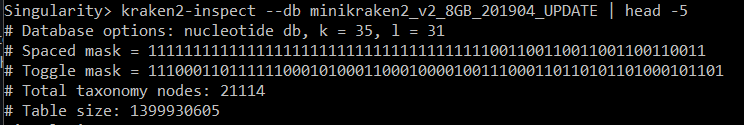 Singularity> kraken2-inspect --db minikraken2_v2_8GB_201904_UPDATE | head -5
# Database options: nucleotide db, k = 35, l = 31
# Spaced mask = 11111111111111111111111111111111111111001100110011001100110011
# Toggle mask = 1110001101111110001010001100010000100111000110110101101000101101
# Total taxonomy nodes: 21114
# Table size: 1399930605